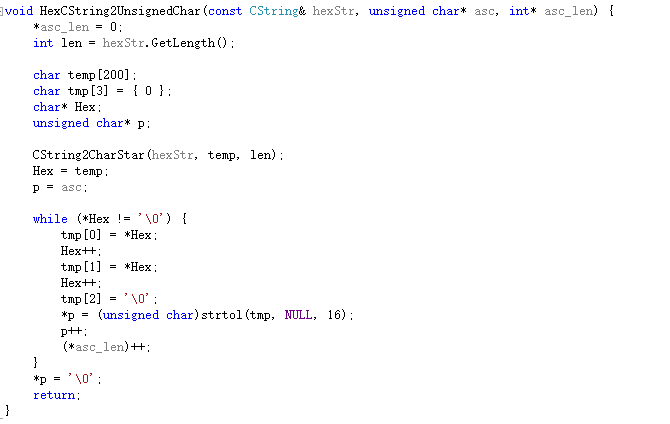 void HexCString2UnsignedChar(const CString& hexStr, unsigned char* asc, int* asc_len) {
*asc_len = 0;
int len = hexStr.GetLength();
char temp[200];
char tmp[3] = { 0 };
char* Hex;
unsigned char* p;
CString2CharStar(hexStr, temp, len);
Hex = temp;
p = asc;
while (*Hex != '\0') {
tmp[0] = *Hex;
Hex++;
tmp[1] = *Hex;
Hex++;
tmp[2] = '\0';
*p = (unsigned char)strtol(tmp, NULL, 16);
p++;
(*asc_len)++;
}
*p = '\0';
return;
}